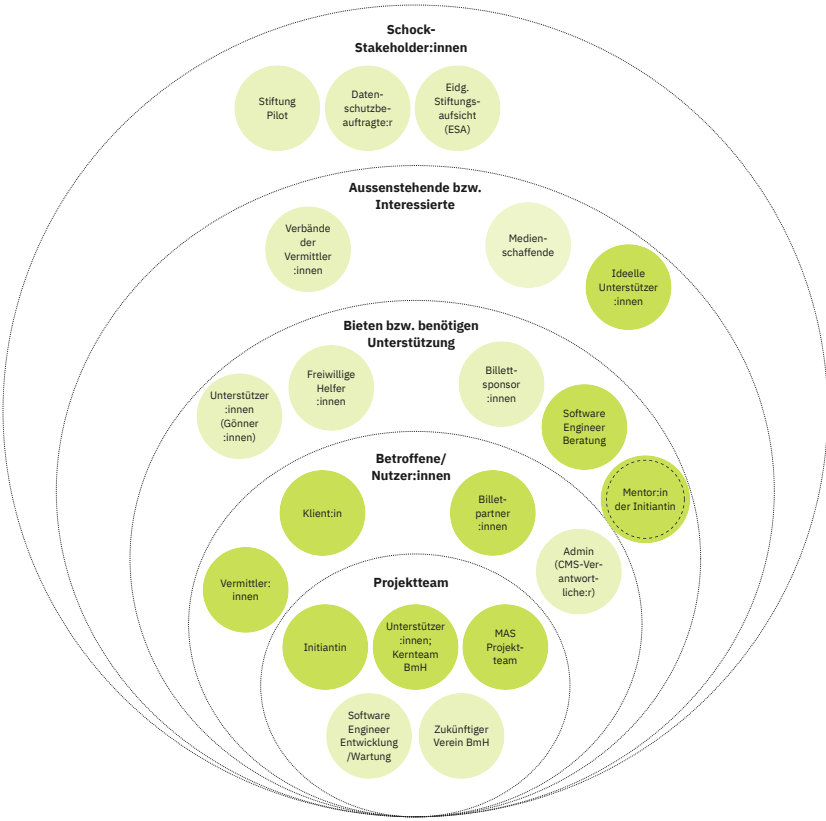 Schock-
Stakeholder:innen
Stiftung
Pilot
Daten-
schutzbe-
auftragte:r
Eidg.
Stiftungs-
aufsicht
(ESA)
Aussenstehende bzw.
Interessierte
Verbände
der
Vermittler
:innen
Medien-
schaffende
Ideelle
Unterstützer
:innen
Bieten bzw. benötigen
Unterstützung
Unterstützer
:innen
(Gönner
:innen)
Freiwillige
Helfer
:innen
Billett-
sponsor
:innen
Software
Engineer
Beratung
Mentor:in
der Initiantin
Betroffene/
Nutzer:innen
Klient:in
Billet-
partner
:innen
Admin
(CMS-Ver-
antwort-
liche:r)
Vermittler:
innen
Projektteam
Initiantin
Unterstützer
:innen;
Kernteam
BmH
MAS
Projekt-
team
Software
Engineer
Entwicklung
/Wartung
Zukünftiger
Verein BmH